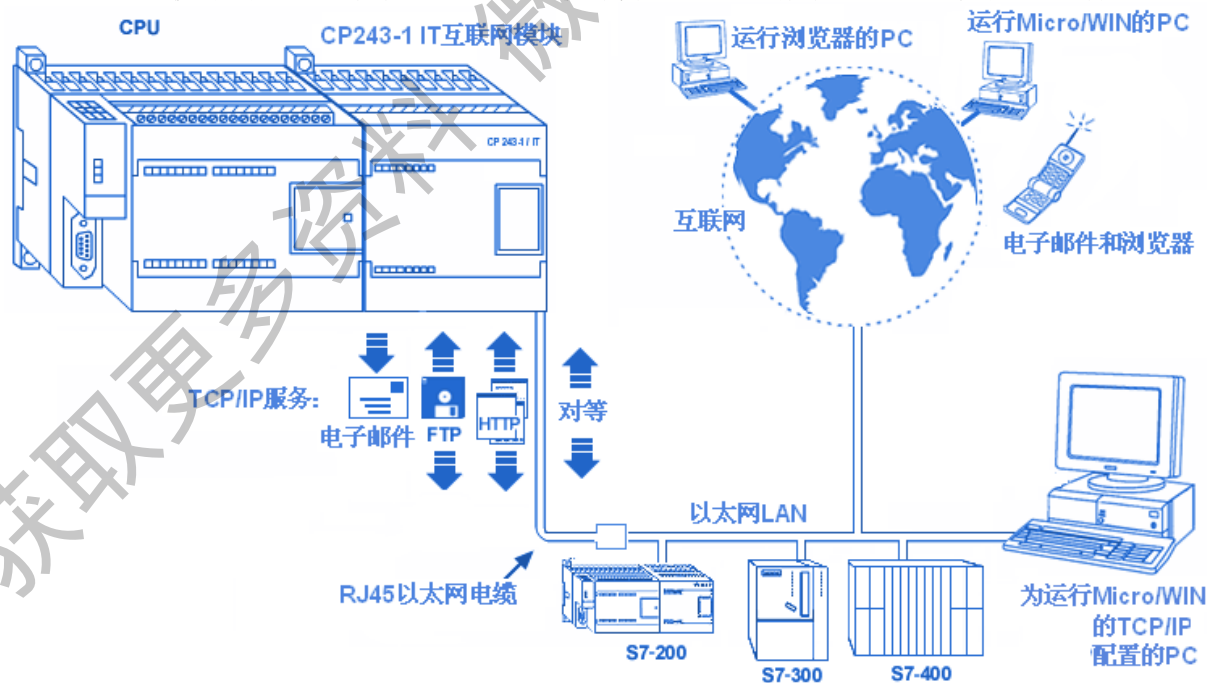 CPU
CP243-1 IT互联网模块
运行浏览器的PC
运行Micro/WIN的PC
CP 243-1 / IT
互联网
电子邮件和浏览器
TCP/IP服务:
电子邮件
FTP
HTTP
对等
以太网LAN
RJ45以太网电缆
S7-200
S7-300
S7-400
为运行Micro/WIN
的TCP/IP
配置的PC
获取更多资料 微